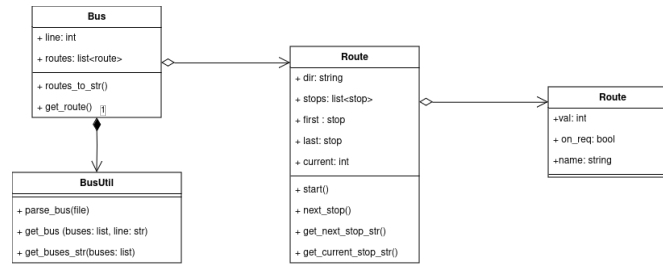 Bus
+ line: int
+ routes: list<route>
+ routes_to_str()
+ get_route()
1
BusUtil
+ parse_bus(file)
+ get_bus (buses: list, line: str)
+ get_buses_str(buses: list)
Route
+ dir: string
+ stops: list<stop>
+ first : stop
+ last: stop
+ current: int
+ start()
+ next_stop()
+ get_next_stop_str()
+ get_current_stop_str()
Route
+val: int
+ on_req: bool
+name: string